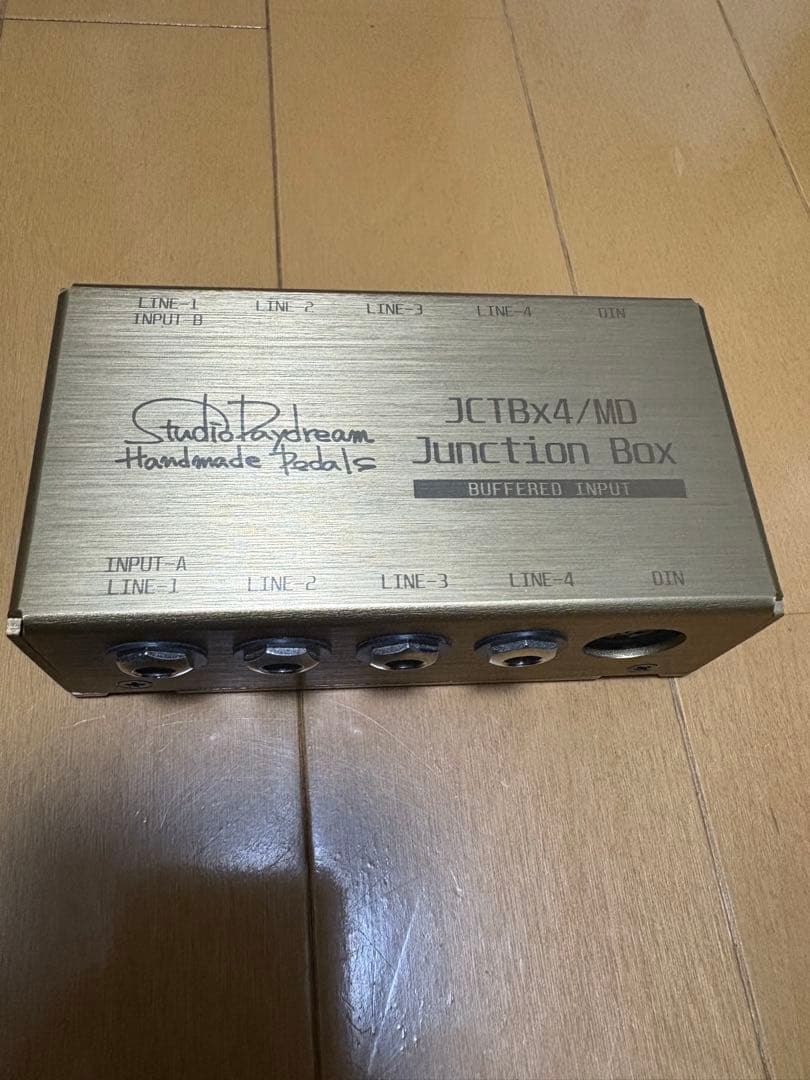 LINE-1 LINE-2 LINE-3 LINE-4 DIN
INPUT B
StudioDaydream
Handmade Pedals
JCTBx4/MD
Junction Box
BUFFERED INPUT
INPUT-A
LINE-1 LINE-2 LINE-3 LINE-4 DIN